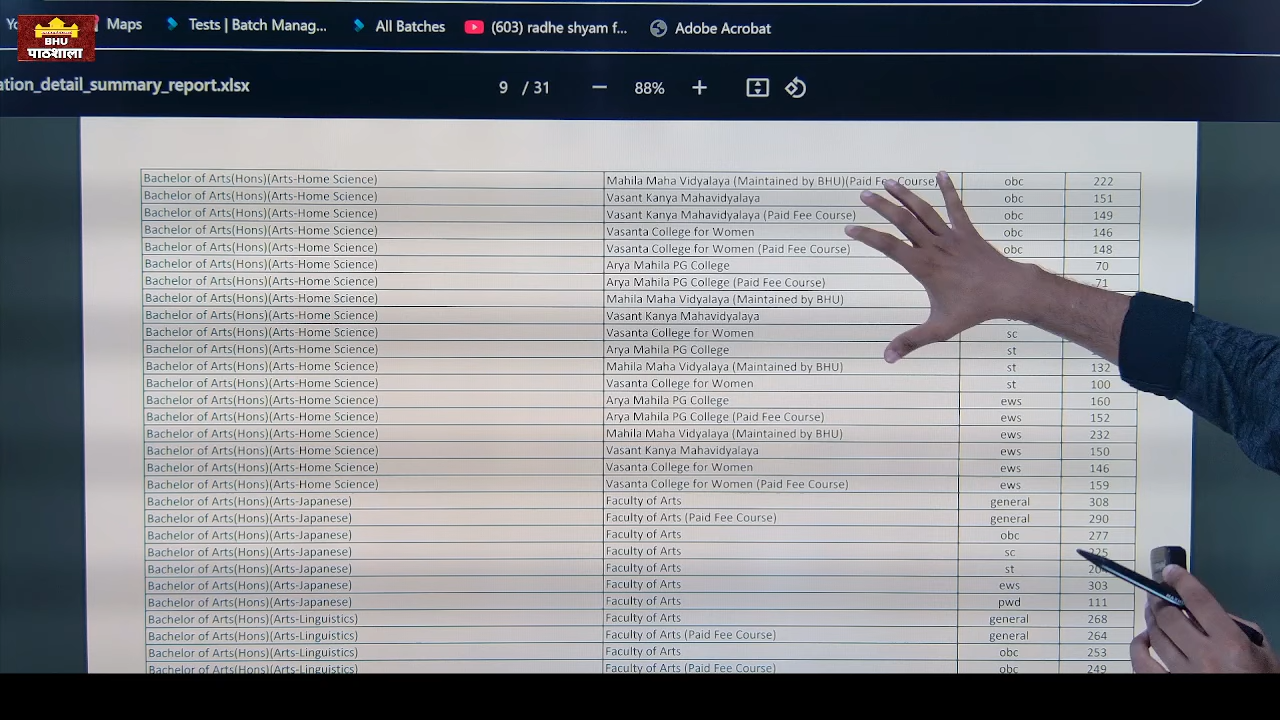 Maps
Tests | Batch Manag...
All Batches
(603) radhe shyam f...
Adobe Acrobat
BHU
पाठशाला
ation_detail_summary_report.xlsx
9 / 31
88%
Bachelor of Arts(Hons)(Arts-Home Science) Mahila Maha Vidyalaya (Maintained by BHU)(Paid Fee Course) obc 222
Bachelor of Arts(Hons)(Arts-Home Science) Vasant Kanya Mahavidyalaya obc 151
Bachelor of Arts(Hons)(Arts-Home Science) Vasant Kanya Mahavidyalaya (Paid Fee Course) obc 149
Bachelor of Arts(Hons)(Arts-Home Science) Vasanta College for Women obc 146
Bachelor of Arts(Hons)(Arts-Home Science) Vasanta College for Women (Paid Fee Course) obc 148
Bachelor of Arts(Hons)(Arts-Home Science) Arya Mahila PG College 70
Bachelor of Arts(Hons)(Arts-Home Science) Arya Mahila PG College (Paid Fee Course) 71
Bachelor of Arts(Hons)(Arts-Home Science) Mahila Maha Vidyalaya (Maintained by BHU)
Bachelor of Arts(Hons)(Arts-Home Science) Vasant Kanya Mahavidyalaya
Bachelor of Arts(Hons)(Arts-Home Science) Vasanta College for Women sc
Bachelor of Arts(Hons)(Arts-Home Science) Arya Mahila PG College st
Bachelor of Arts(Hons)(Arts-Home Science) Mahila Maha Vidyalaya (Maintained by BHU) st 132
Bachelor of Arts(Hons)(Arts-Home Science) Vasanta College for Women st 100
Bachelor of Arts(Hons)(Arts-Home Science) Arya Mahila PG College ews 160
Bachelor of Arts(Hons)(Arts-Home Science) Arya Mahila PG College (Paid Fee Course) ews 152
Bachelor of Arts(Hons)(Arts-Home Science) Mahila Maha Vidyalaya (Maintained by BHU) ews 232
Bachelor of Arts(Hons)(Arts-Home Science) Vasant Kanya Mahavidyalaya ews 150
Bachelor of Arts(Hons)(Arts-Home Science) Vasanta College for Women ews 146
Bachelor of Arts(Hons)(Arts-Home Science) Vasanta College for Women (Paid Fee Course) ews 159
Bachelor of Arts(Hons)(Arts-Japanese) Faculty of Arts general 308
Bachelor of Arts(Hons)(Arts-Japanese) Faculty of Arts (Paid Fee Course) general 290
Bachelor of Arts(Hons)(Arts-Japanese) Faculty of Arts obc 277
Bachelor of Arts(Hons)(Arts-Japanese) Faculty of Arts sc 225
Bachelor of Arts(Hons)(Arts-Japanese) Faculty of Arts st
Bachelor of Arts(Hons)(Arts-Japanese) Faculty of Arts ews 303
Bachelor of Arts(Hons)(Arts-Japanese) Faculty of Arts pwd 111
Bachelor of Arts(Hons)(Arts-Linguistics) Faculty of Arts general 268
Bachelor of Arts(Hons)(Arts-Linguistics) Faculty of Arts (Paid Fee Course) general 264
Bachelor of Arts(Hons)(Arts-Linguistics) Faculty of Arts obc 253
Bachelor of Arts(Hons)(Arts-Linguistics) Faculty of Arts (Paid Fee Course) obc 249